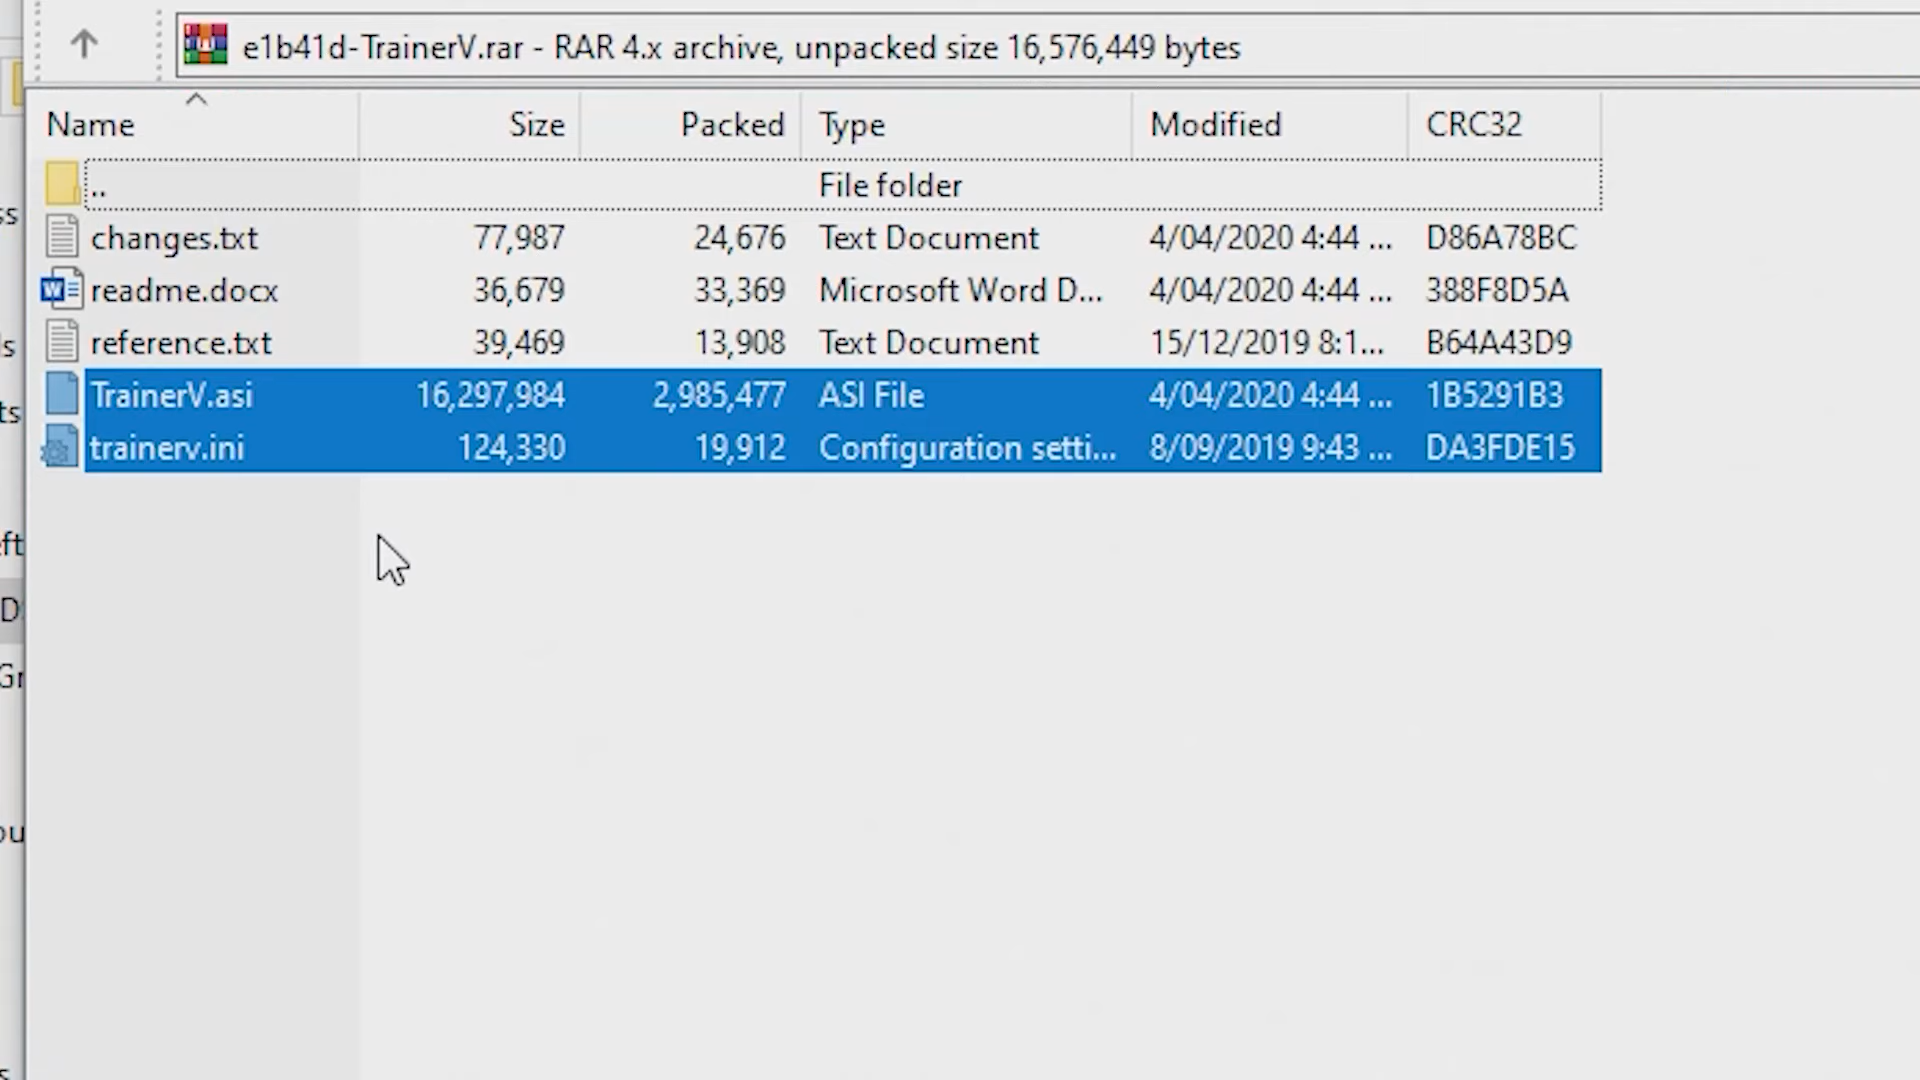 e1b41d-TrainerV.rar - RAR 4.x archive, unpacked size 16,576,449 bytes
Name Size Packed Type Modified CRC32
.. File folder
changes.txt 77,987 24,676 Text Document 4/04/2020 4:44 ... D86A78BC
readme.docx 36,679 33,369 Microsoft Word D... 4/04/2020 4:44 ... 388F8D5A
reference.txt 39,469 13,908 Text Document 15/12/2019 8:1... B64A43D9
TrainerV.asi 16,297,984 2,985,477 ASI File 4/04/2020 4:44 ... 1B5291B3
trainerv.ini 124,330 19,912 Configuration setti... 8/09/2019 9:43 ... DA3FDE15